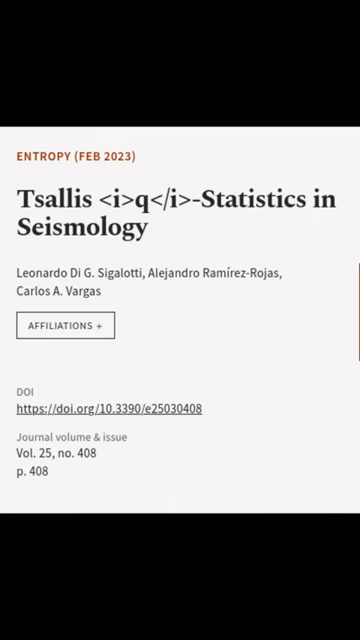 ENTROPY (FEB 2023)
Tsallis <i>q</i>-Statistics in
Seismology
Leonardo Di G. Sigalotti, Alejandro Ramírez-Rojas,
Carlos A. Vargas
AFFILIATIONS +
DOI
https://doi.org/10.3390/e25030408
Journal volume & issue
Vol. 25, no. 408
p. 408